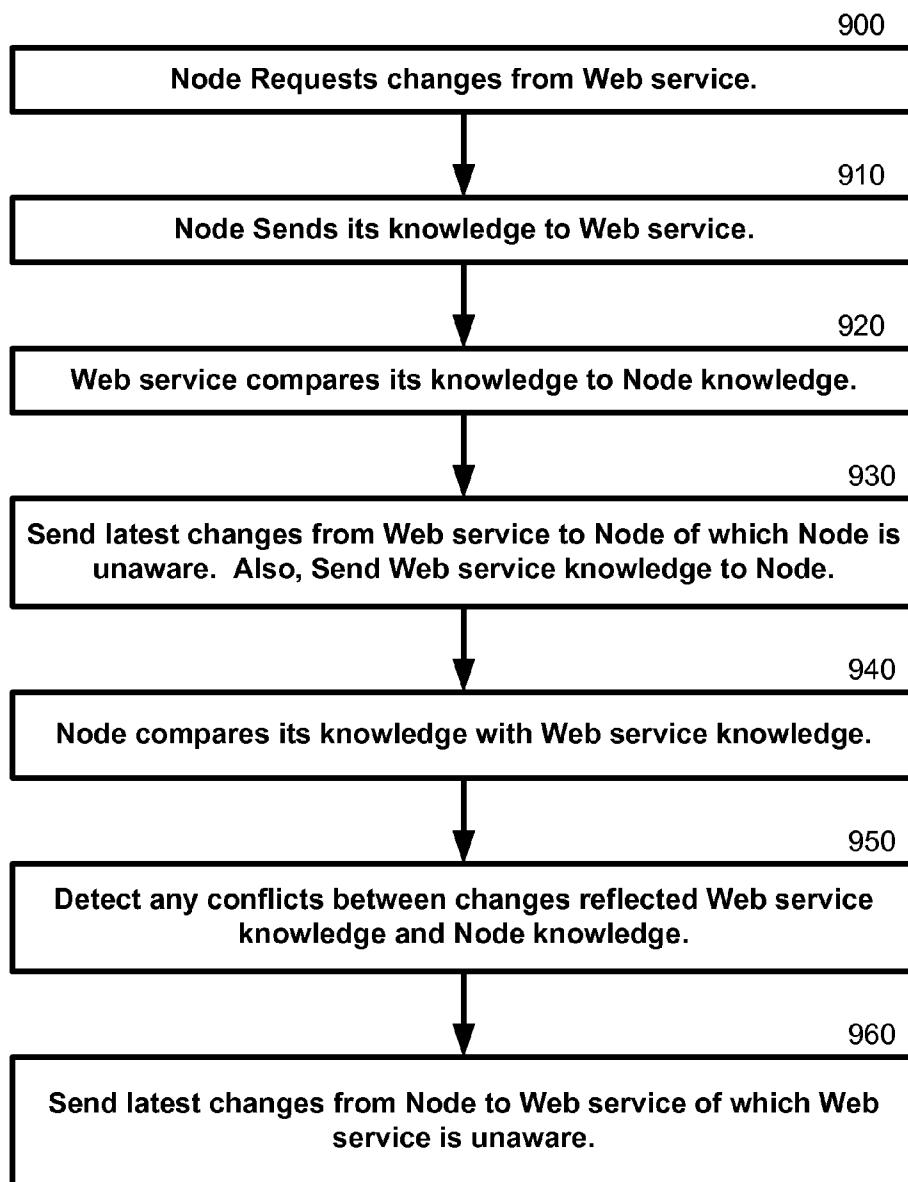 900
Node Requests changes from Web service.
910
Node Sends its knowledge to Web service.
920
Web service compares its knowledge to Node knowledge.
930
Send latest changes from Web service to Node of which Node is
unaware.  Also, Send Web service knowledge to Node.
940
Node compares its knowledge with Web service knowledge.
950
Detect any conflicts between changes reflected Web service
knowledge and Node knowledge.
960
Send latest changes from Node to Web service of which Web
service is unaware.